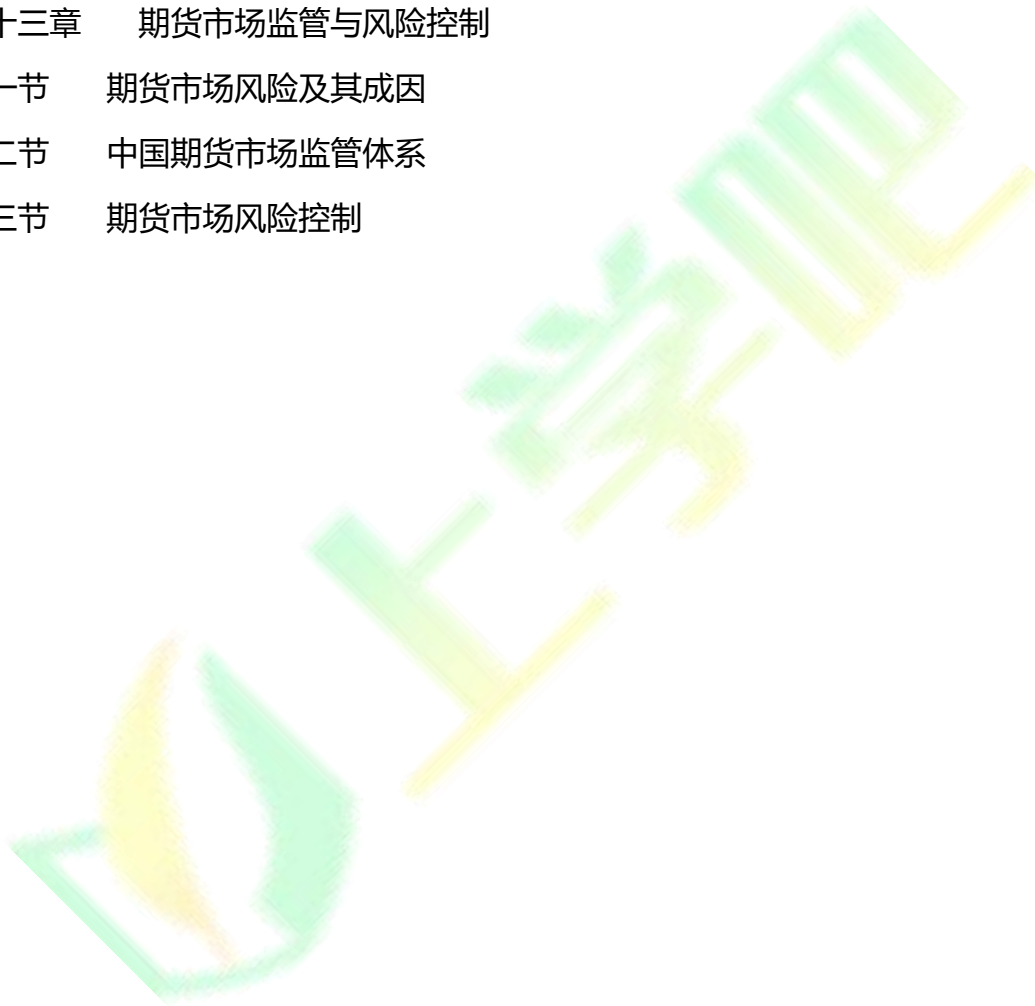 十三章 期货市场监管与风险控制
一节 期货市场风险及其成因
二节 中国期货市场监管体系
三节 期货市场风险控制
上学吧